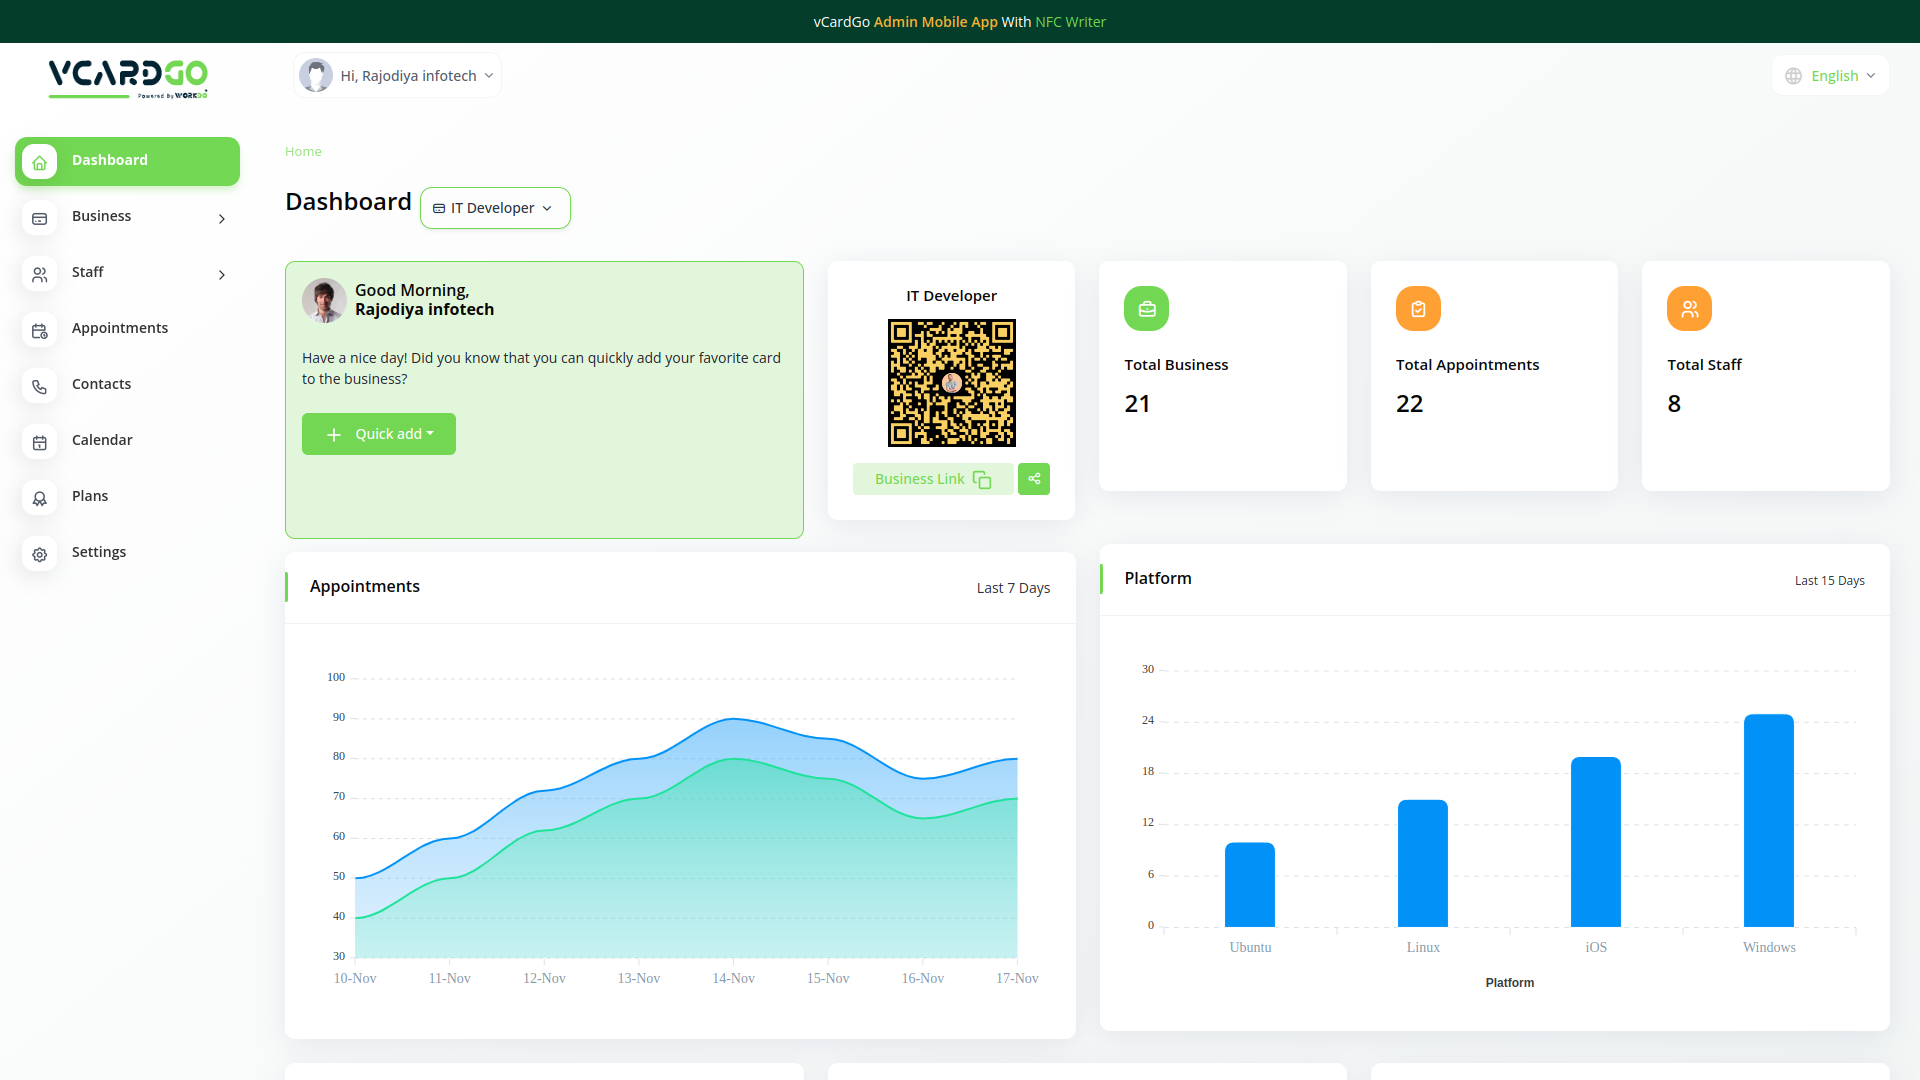 vCardGo Admin Mobile App With NFC Writer
VCARDGO
Powered By WORKDO
Hi, Rajodiya infotech
English
Dashboard
Business
Staff
Appointments
Contacts
Calendar
Plans
Settings
Home
Dashboard
IT Developer
Good Morning,
Rajodiya infotech
Have a nice day! Did you know that you can quickly add your favorite card
to the business?
Quick add
IT Developer
Business Link
Total Business
21
Total Appointments
22
Total Staff
8
Appointments
Last 7 Days
100
90
80
70
60
50
40
30
10-Nov 11-Nov 12-Nov 13-Nov 14-Nov 15-Nov 16-Nov 17-Nov
Platform
Last 15 Days
30
24
18
12
6
0
Ubuntu Linux iOS Windows
Platform